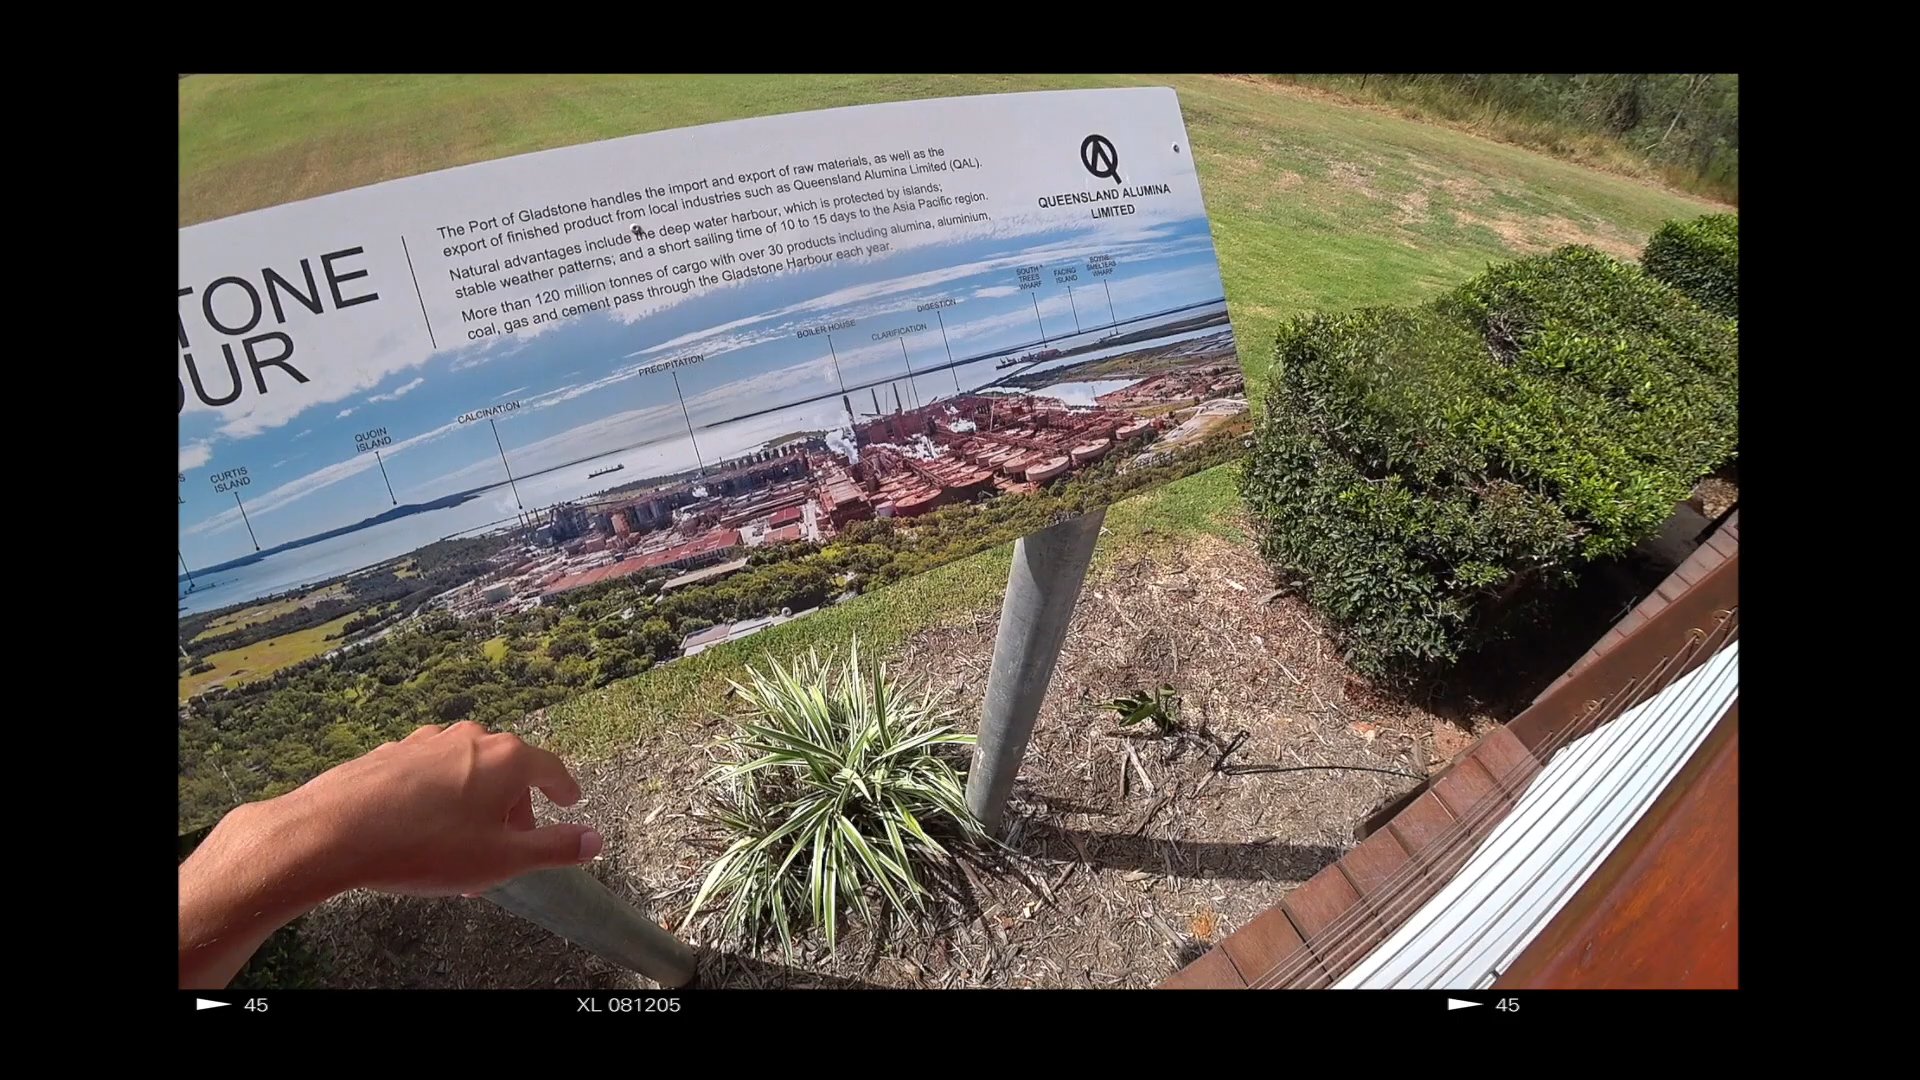 TONE
OUR
The Port of Gladstone handles the import and export of raw materials, as well as the
export of finished product from local industries such as Queensland Alumina Limited (QAL).
Natural advantages include the deep water harbour, which is protected by islands;
stable weather patterns; and a short sailing time of 10 to 15 days to the Asia Pacific region.
More than 120 million tonnes of cargo with over 30 products including alumina, aluminium,
coal, gas and cement pass through the Gladstone Harbour each year.
QUEENSLAND ALUMINA
LIMITED
CURTIS
ISLAND
QUOIN
ISLAND
CALCINATION
PRECIPITATION
BOILER HOUSE
CLARIFICATION
DIGESTION
SOUTH
TREES
WHARF
FACING
ISLAND
BOYNE
SMELTERS
WHARF
45
XL 081205
45